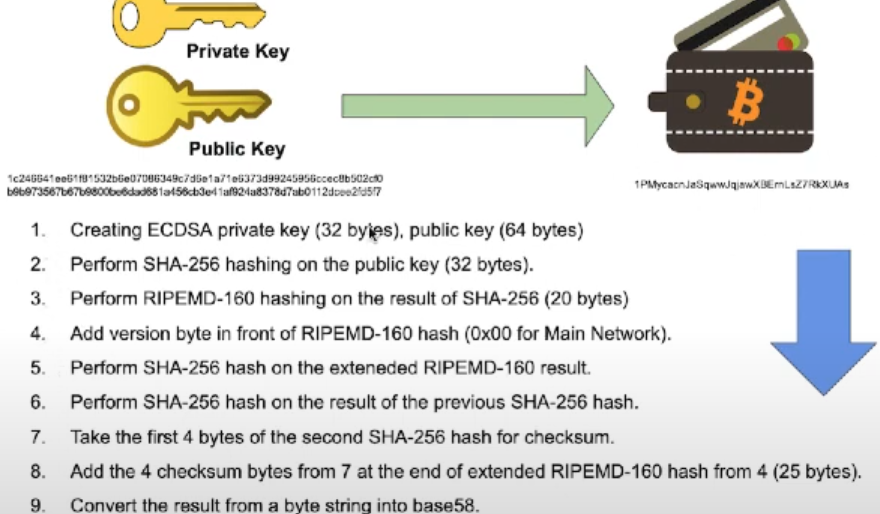 Private Key
Public Key
1. Creating ECDSA private key (32 bytes), public key (64 bytes)
2. Perform SHA-256 hashing on the public key (32 bytes).
3. Perform RIPEMD-160 hashing on the result of SHA-256 (20 bytes)
4. Add version byte in front of RIPEMD-160 hash (0x00 for Main Network).
5. Perform SHA-256 hash on the exteneded RIPEMD-160 result.
6. Perform SHA-256 hash on the result of the previous SHA-256 hash.
7. Take the first 4 bytes of the second SHA-256 hash for checksum.
8. Add the 4 checksum bytes from 7 at the end of extended RIPEMD-160 hash from 4 (25 bytes).
9. Convert the result from a byte string into base58.